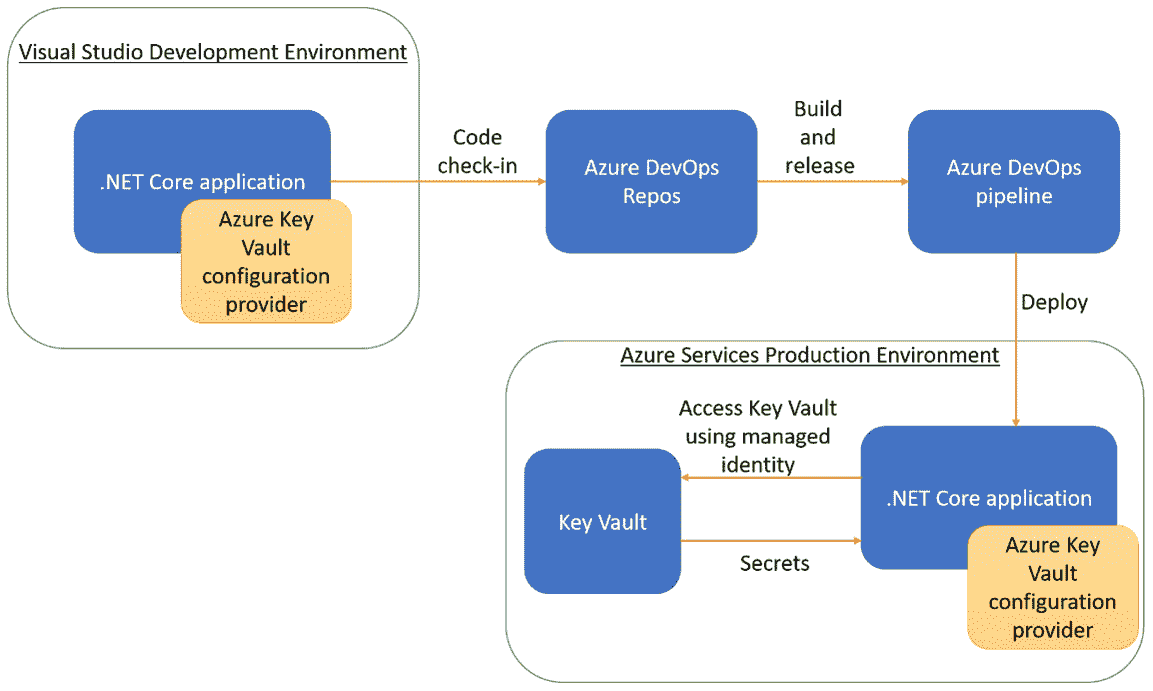 Visual Studio Development Environment
.NET Core application
Azure Key
Vault
configuration
provider
Code
check-in
Azure DevOps
Repos
Build
and
release
Azure DevOps
pipeline
Deploy
Azure Services Production Environment
Access Key Vault
using managed
identity
Key Vault
Secrets
.NET Core application
Azure Key
Vault
configuration
provider